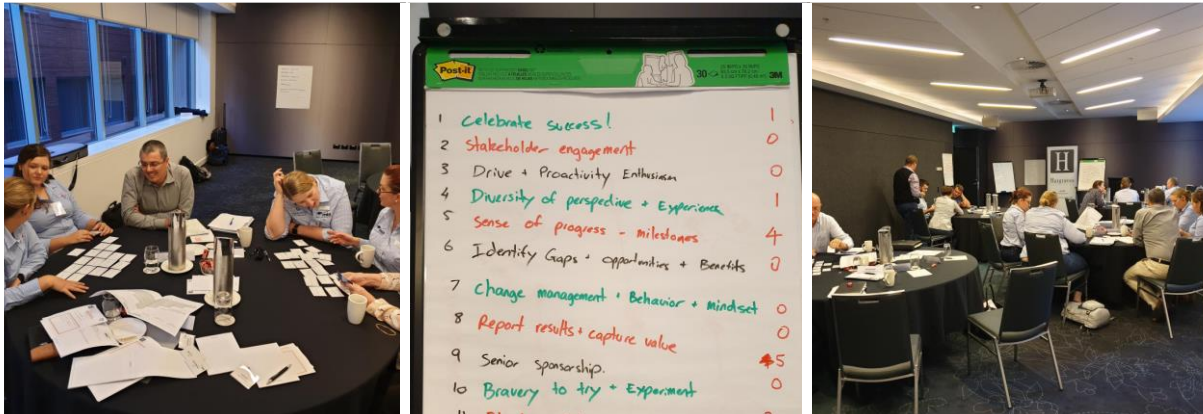 Post-it
30
3M
1 Celebrate success! 1
2 Stakeholder engagement 0
3 Drive + Proactivity Enthusiasm 0
4 Diversity of perspective + Experience 1
5 Sense of progress - milestones 4
6 Identify Gaps + opportunities + Benefits 0
7 Change management + Behavior + mindset 0
8 Report results + capture value 0
9 Senior sponsorship. 5
10 Bravery to try + Experiment 0
H